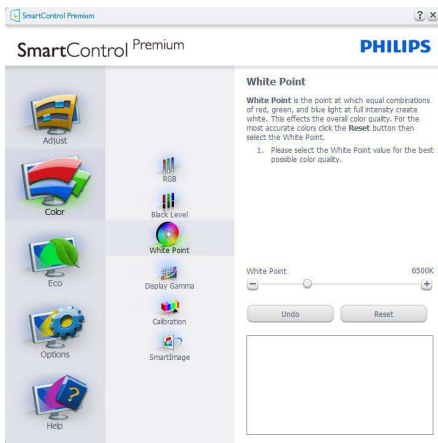 SmartControl Premium
SmartControl Premium
PHILIPS
Adjust
Color
Eco
Options
Help
RGB
Black Level
White Point
Display Gamma
Calibration
SmartImage
White Point
White Point is the point at which equal combinations
of red, green, and blue light at full intensity create
white. This effects the overall color quality. For the
most accurate colors click the Reset button then
select the White Point.
1. Please select the White Point value for the best
possible color quality.
White Point 6500K
Undo Reset